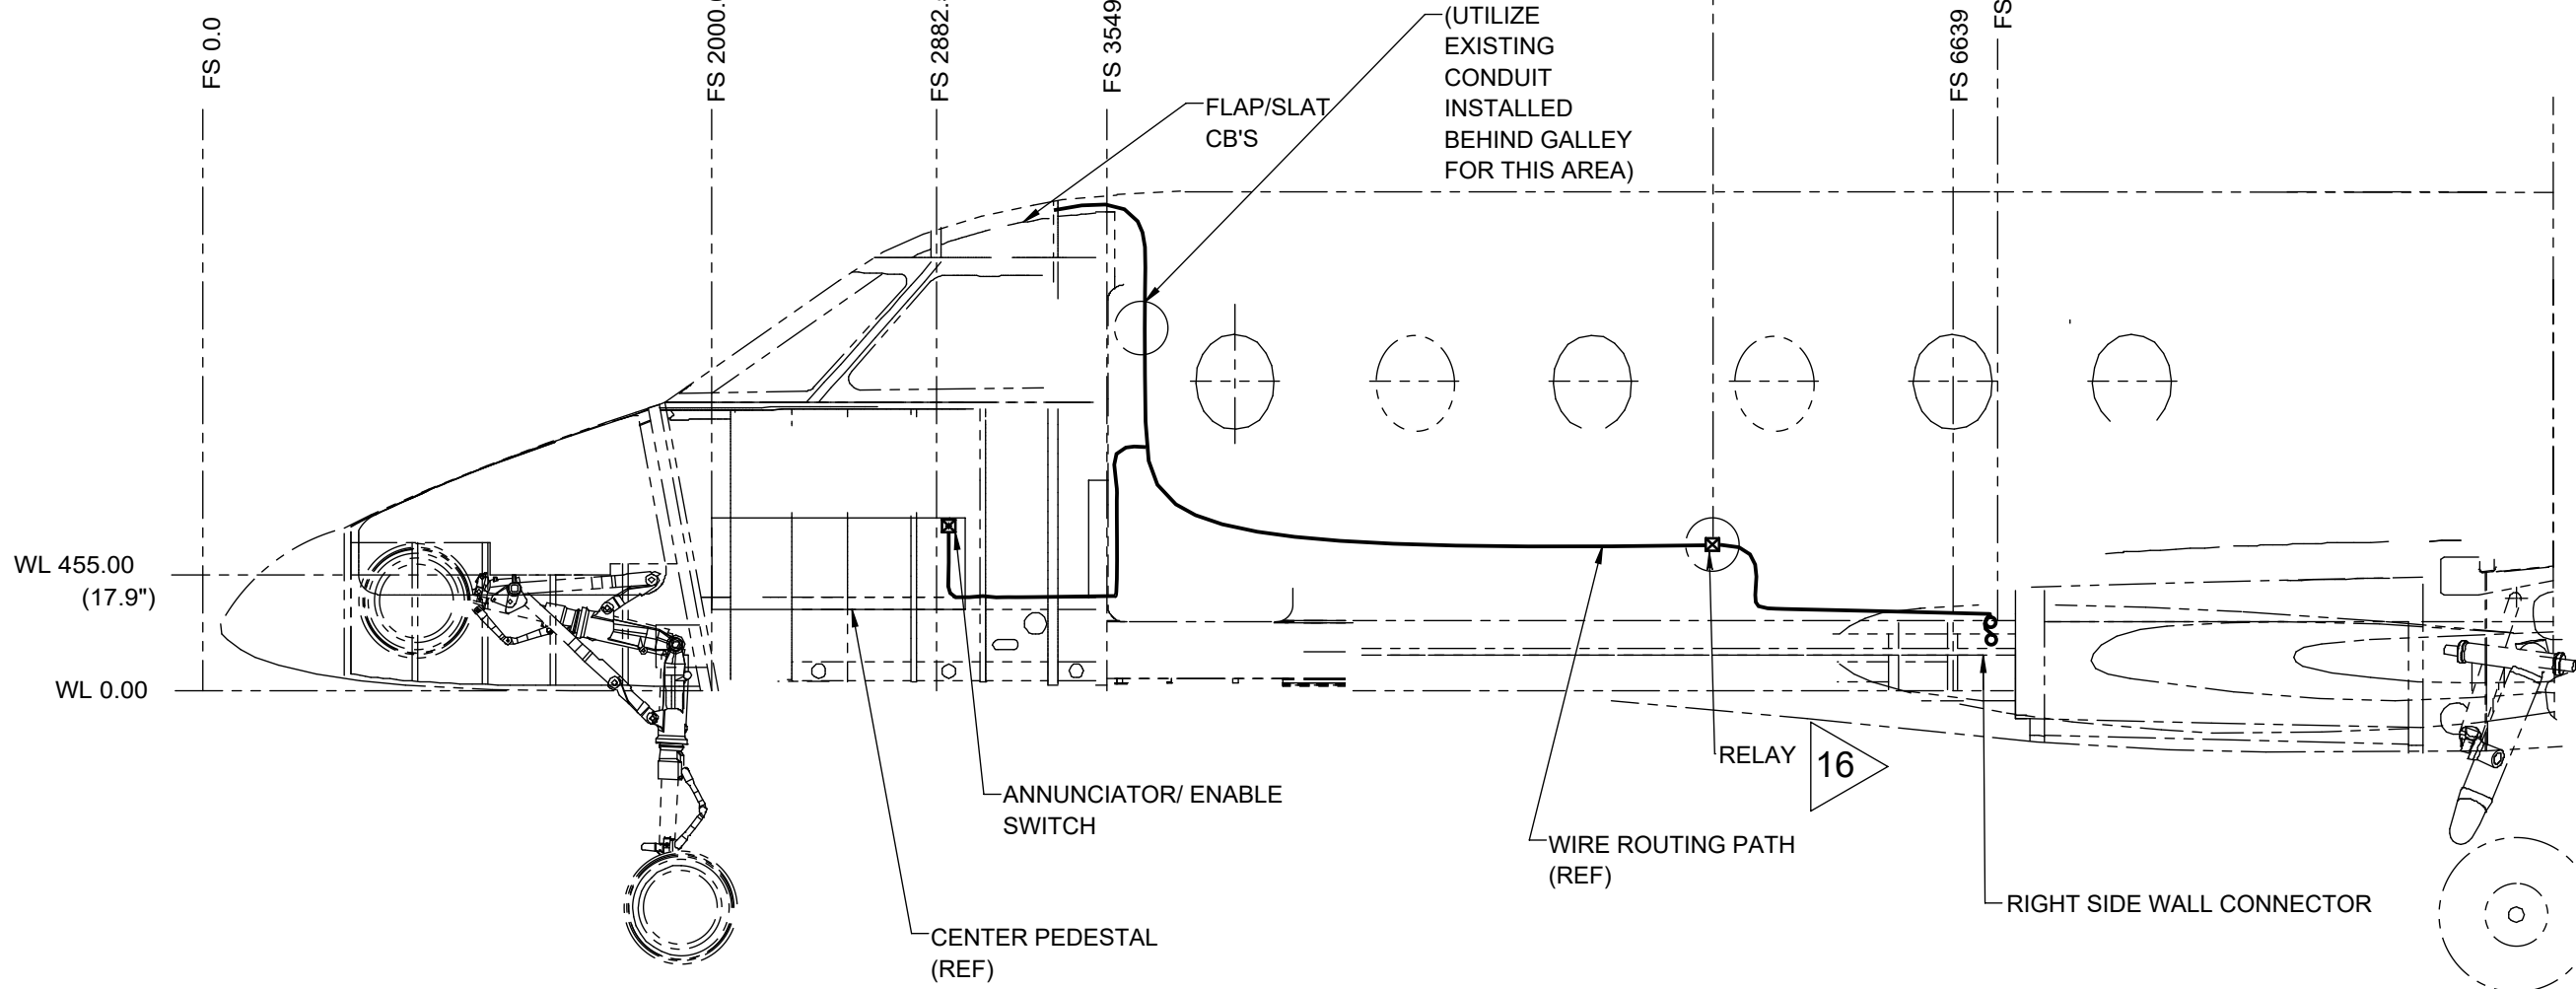 FS 0.0
FS 2000.
FS 2882.
FS 3549
FS 6639
FS
(UTILIZE
EXISTING
CONDUIT
INSTALLED
BEHIND GALLEY
FOR THIS AREA)
FLAP/SLAT
CB'S
WL 455.00
(17.9")
WL 0.00
RELAY
16
ANNUNCIATOR/ ENABLE
SWITCH
WIRE ROUTING PATH
(REF)
RIGHT SIDE WALL CONNECTOR
CENTER PEDESTAL
(REF)